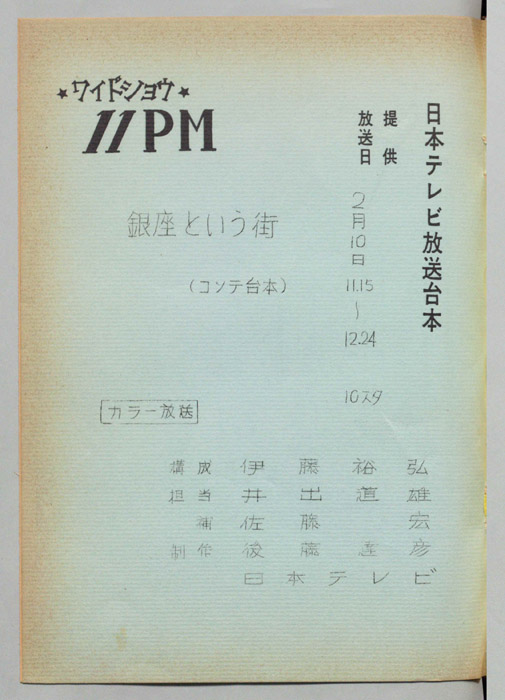 日本テレビ放送台本
提供
放送日
2月10日
11.15
〜
12.24
10スタ
★ワイドショウ★
11PM
銀座という街
（コンテ台本）
カラー放送
構成 伊藤裕弘
担当 井出道雄
補 佐藤宏
制作 後藤 彦
日本テレビ